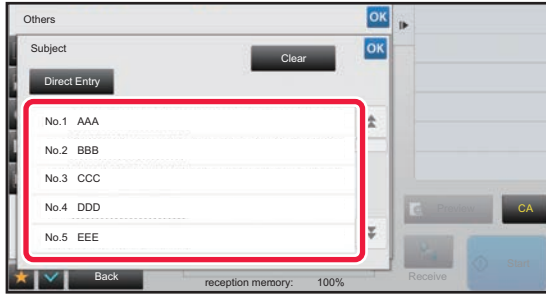 Others
OK
Subject
Clear
OK
Direct Entry
No.1 AAA
No.2 BBB
No.3 CCC
No.4 DDD
No.5 EEE
CA
Back
reception memory: 100%
Receive
Start